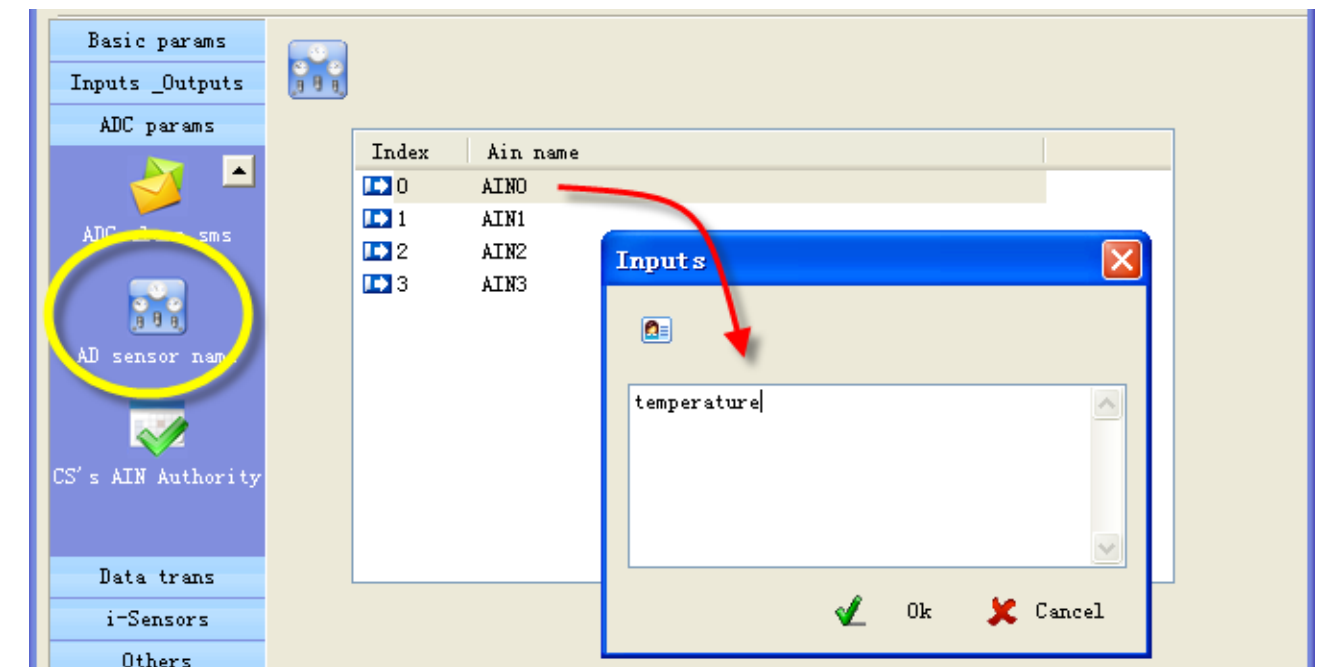 Basic params
Inputs _Outputs
ADC params
sms
AD sensor name
CS's AIN Authority
Data trans
i-Sensors
Others
Index Ain name
0 AIN0
1 AIN1
2 AIN2
3 AIN3
Inputs
temperature
Ok Cancel